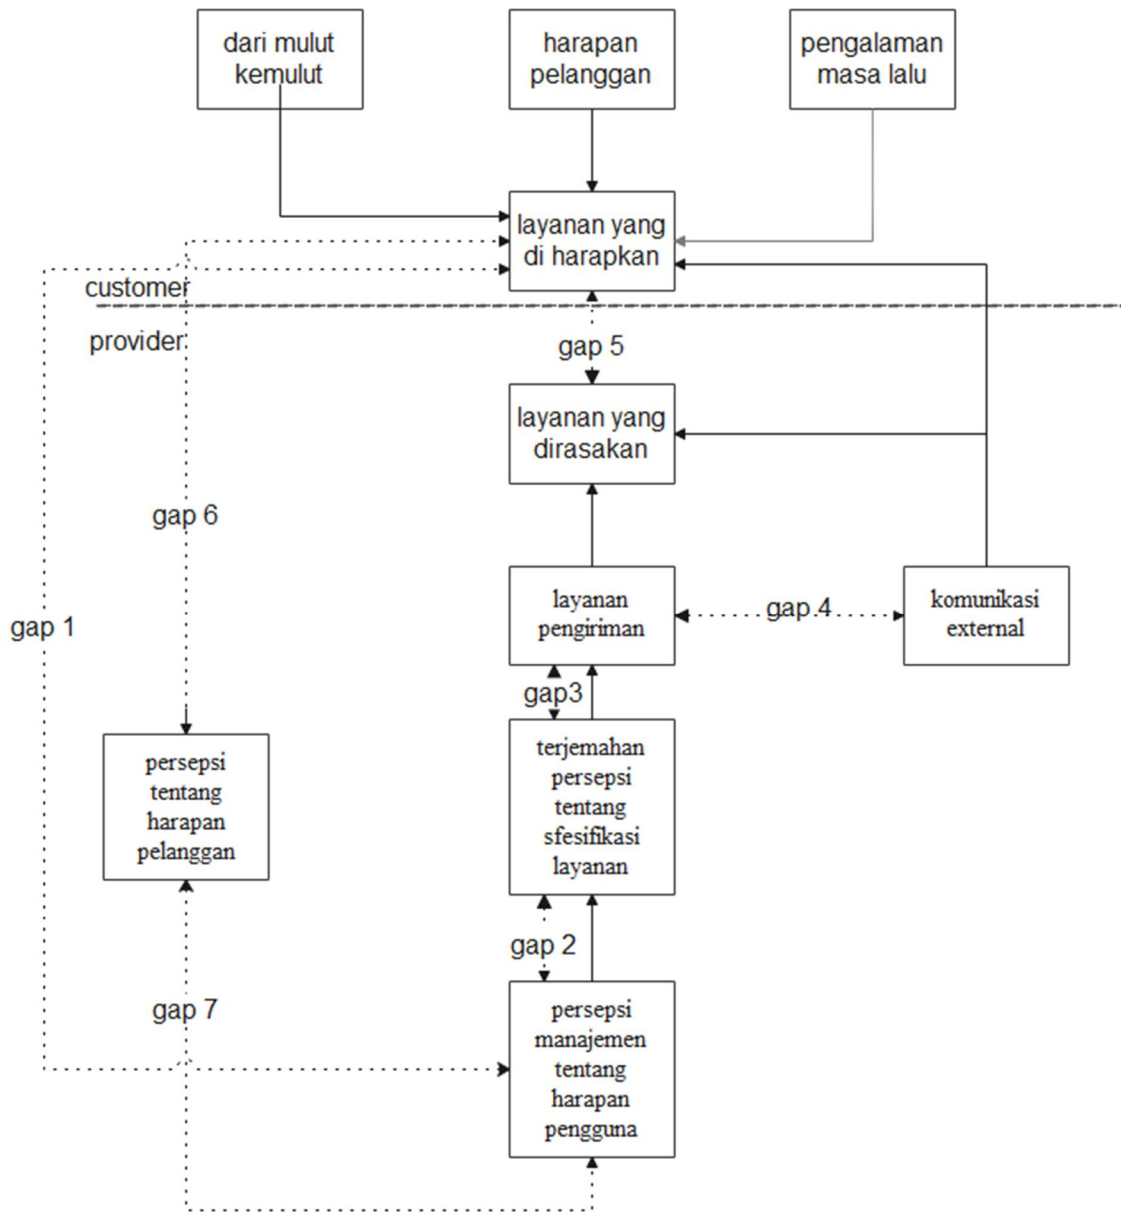 dari mulut
kemulut
harapan
pelanggan
pengalaman
masa lalu
layanan yang
di harapkan
customer
provider
gap 5
layanan yang
dirasakan
gap 6
gap 1
layanan
pengiriman
gap 4
komunikasi
external
gap3
persepsi
tentang
harapan
pelanggan
terjemahan
persepsi
tentang
sfesifikasi
layanan
gap 2
gap 7
persepsi
manajemen
tentang
harapan
pengguna